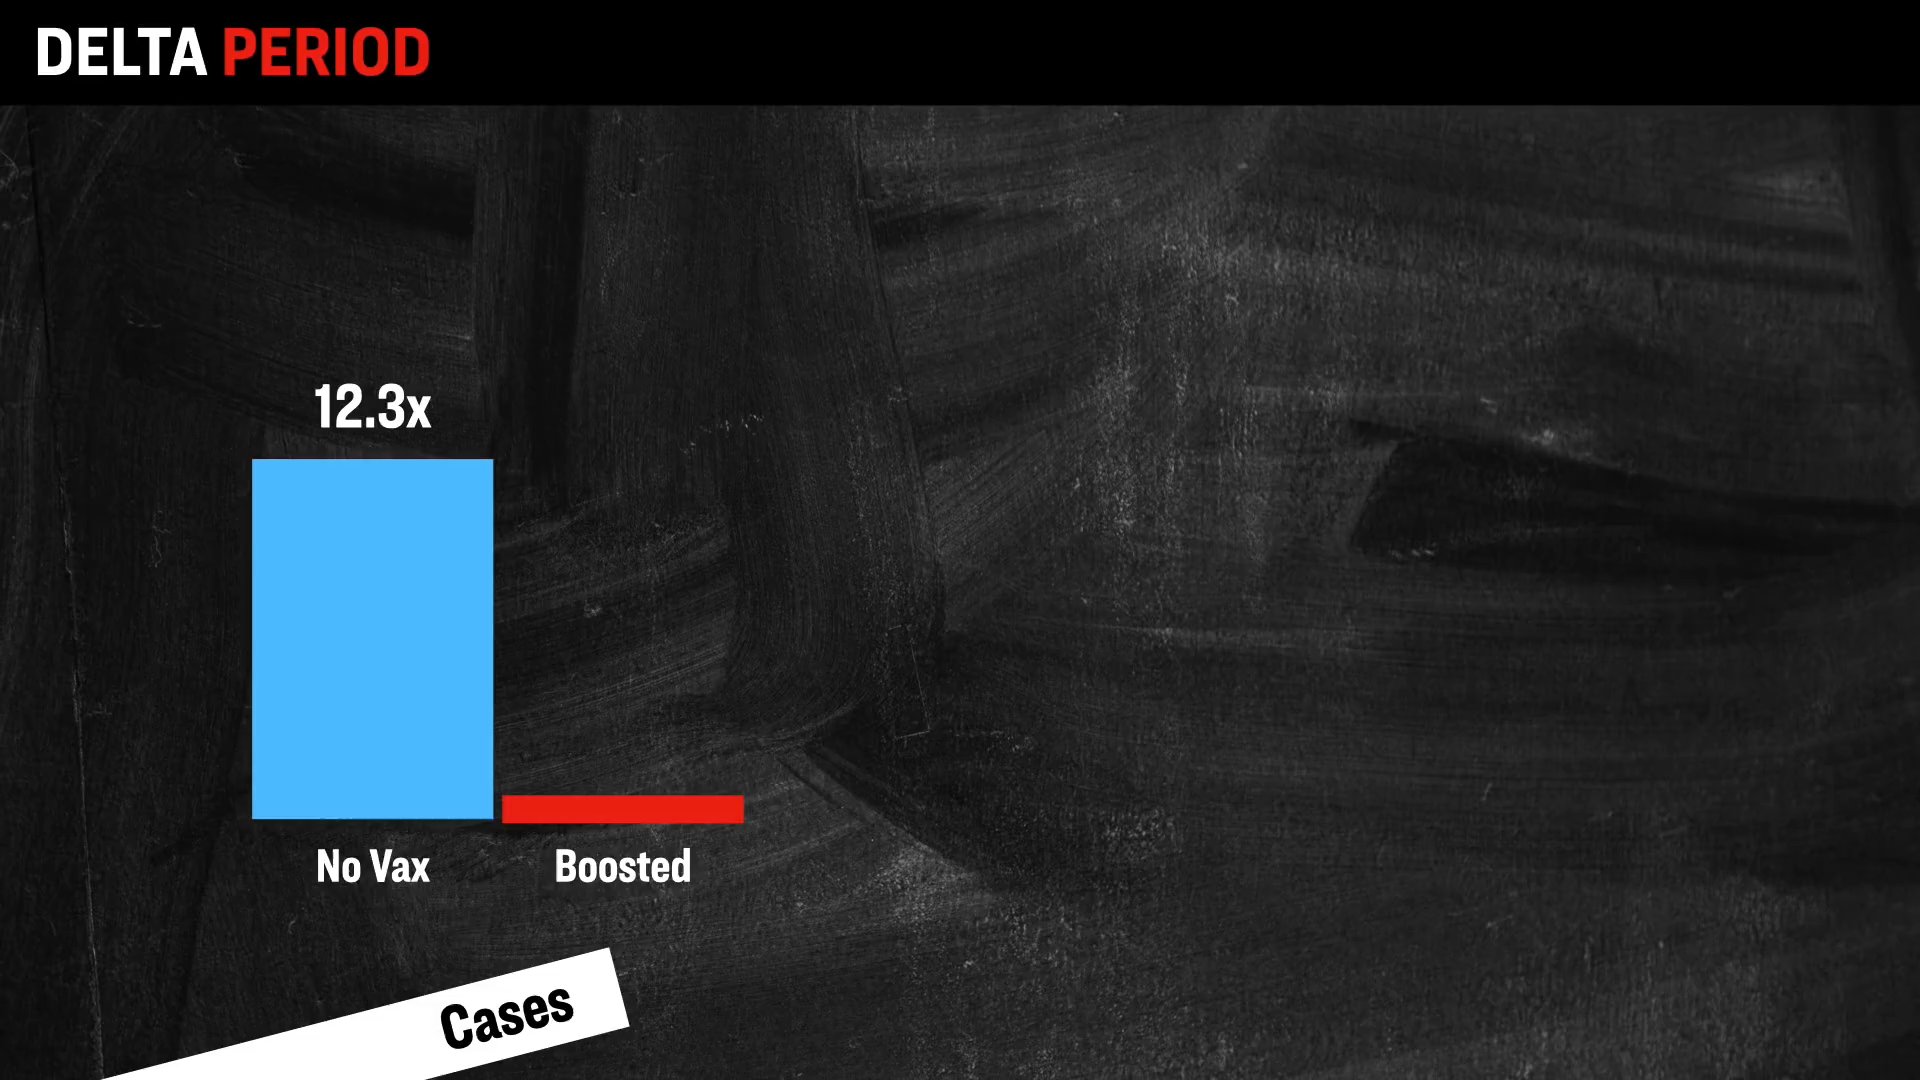 DELTA PERIOD
12.3x
No Vax Boosted
Cases